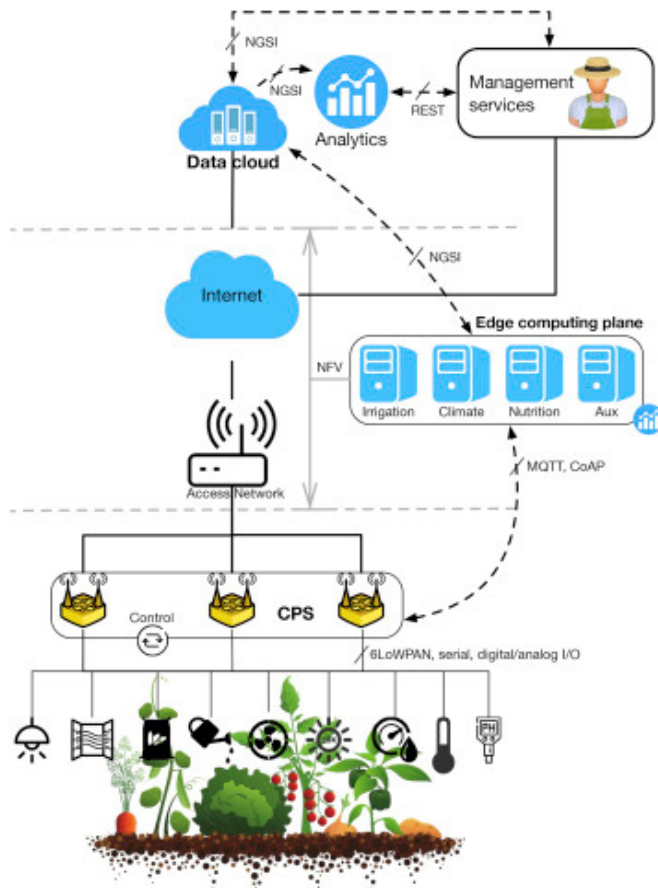 NGSI
NGSI
Management
services
REST
Analytics
Data cloud
NGSI
Internet
Edge computing plane
NFV
Irrigation
Climate
Nutrition
Aux
MQTT, CoAP
Access Network
CPS
Control
6LoWPAN, serial, digital/analog I/O
PH